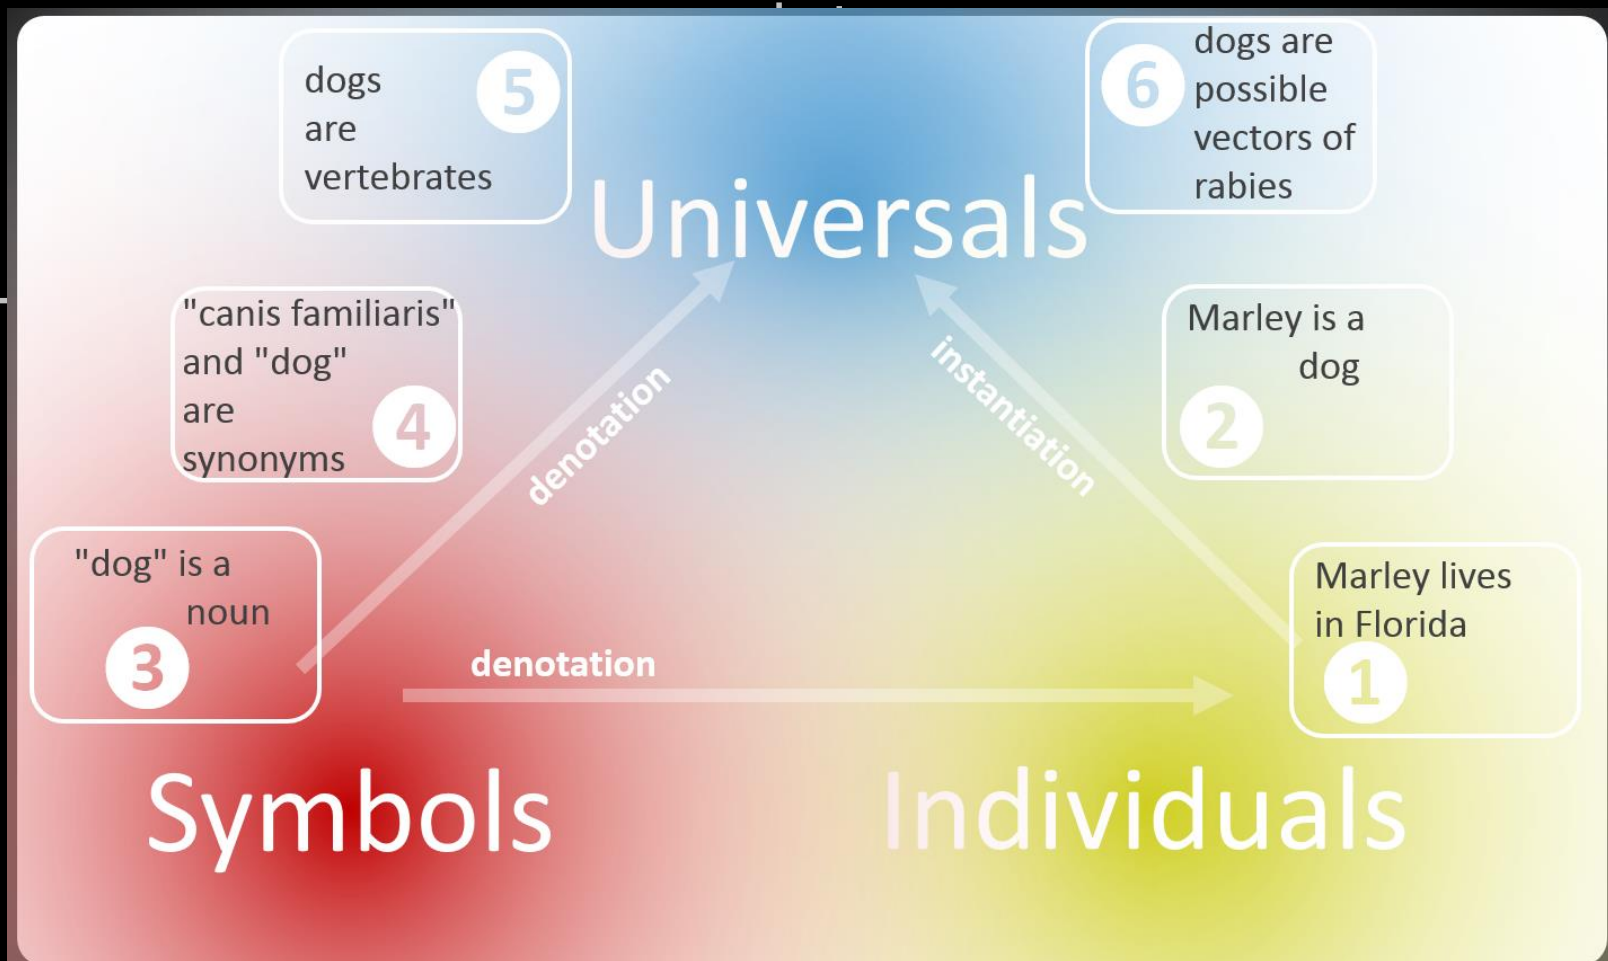 dogs
are
vertebrates
5
6
dogs are
possible
vectors of
rabies
Universals
"canis familiaris"
and "dog"
are
synonyms
4
denotation
instantiation
Marley is a
dog
2
"dog" is a
noun
3
denotation
Marley lives
in Florida
1
Symbols
Individuals